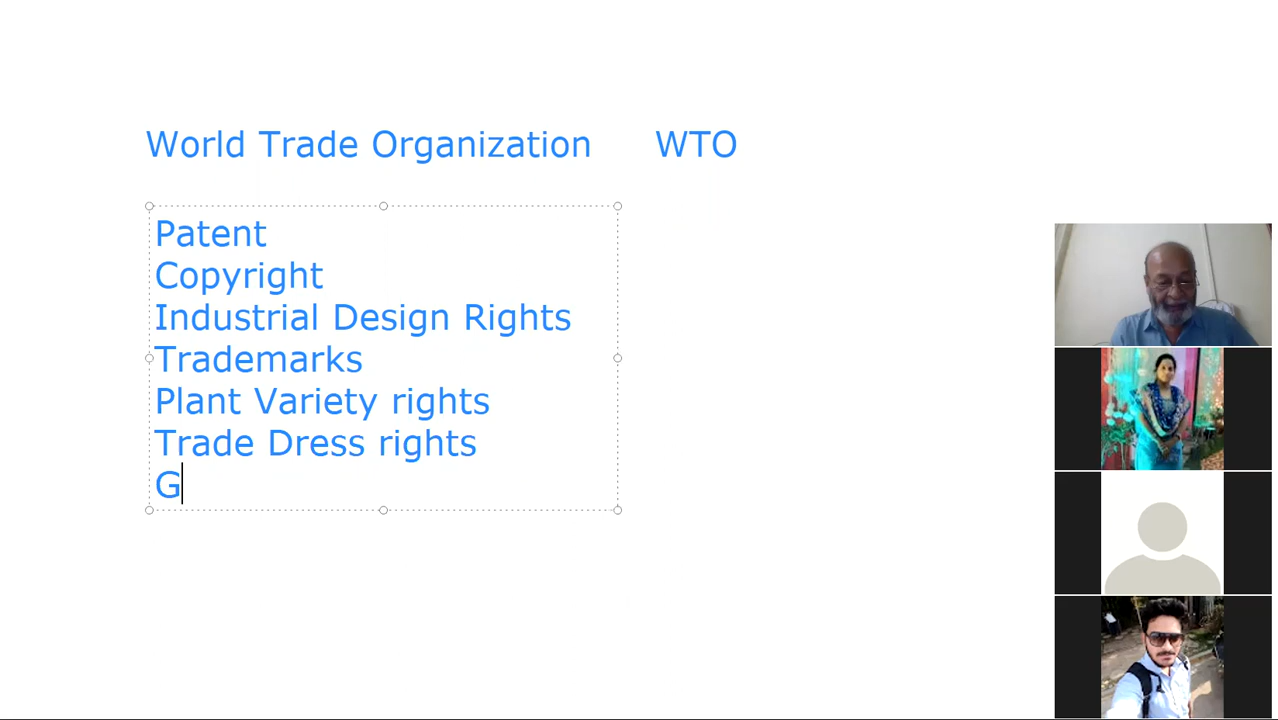 World Trade Organization WTO
Patent
Copyright
Industrial Design Rights
Trademarks
Plant Variety rights
Trade Dress rights
G